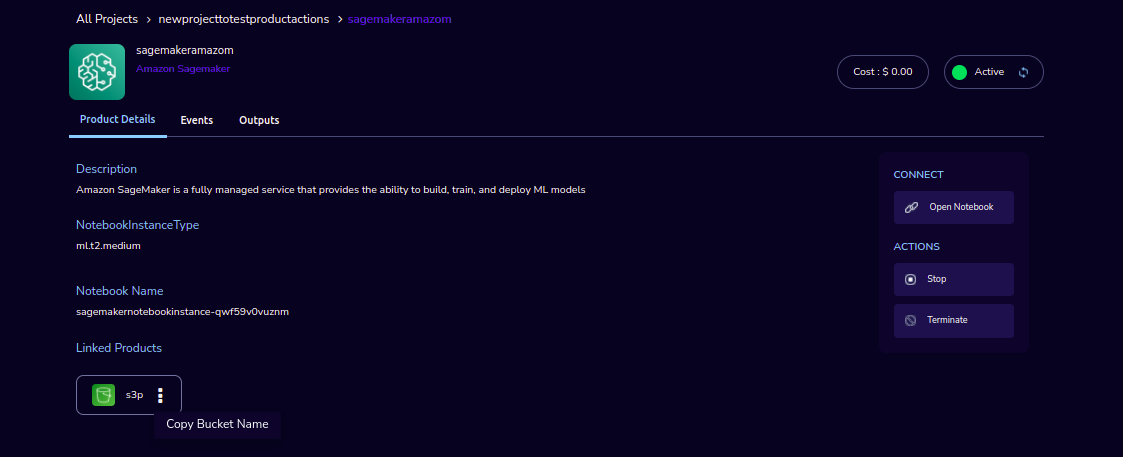 All Projects > newprojecttotestproductactions > sagemakeramazom
sagemakeramazom
Amazon Sagemaker
Cost : $ 0.00
Active
Product Details Events Outputs
Description
Amazon SageMaker is a fully managed service that provides the ability to build, train, and deploy ML models
NotebookInstanceType
ml.t2.medium
Notebook Name
sagemakernotebookinstance-qwf59v0vuznm
Linked Products
s3p
Copy Bucket Name
CONNECT
Open Notebook
ACTIONS
Stop
Terminate